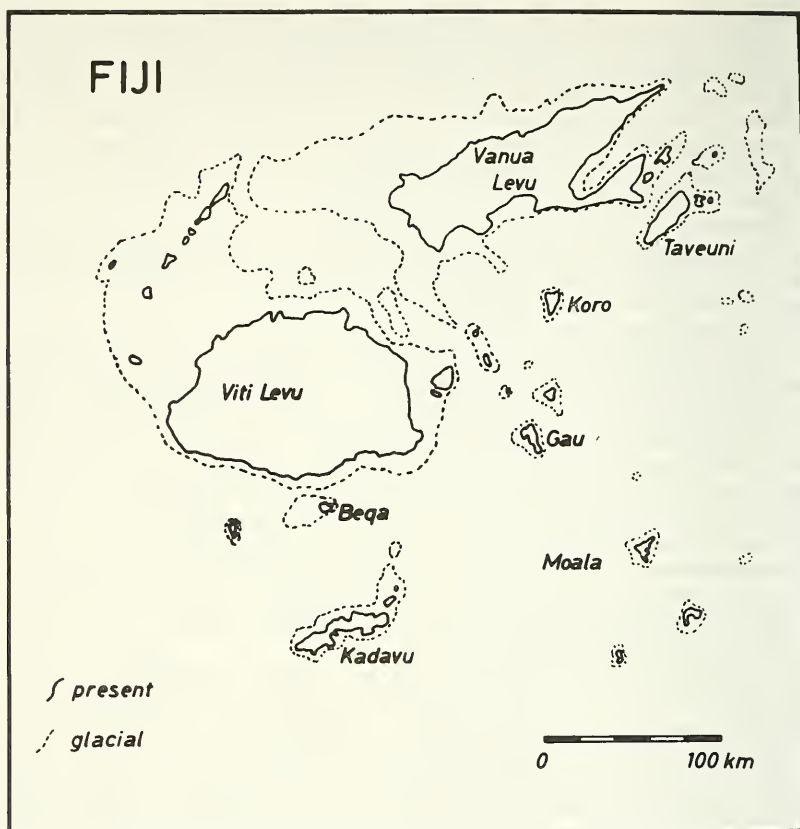 FIJI
Vanua
Levu
Taveuni
Koro
Viti Levu
Gau
Beqa
Moala
Kadavu
present
glacial
0 100 km